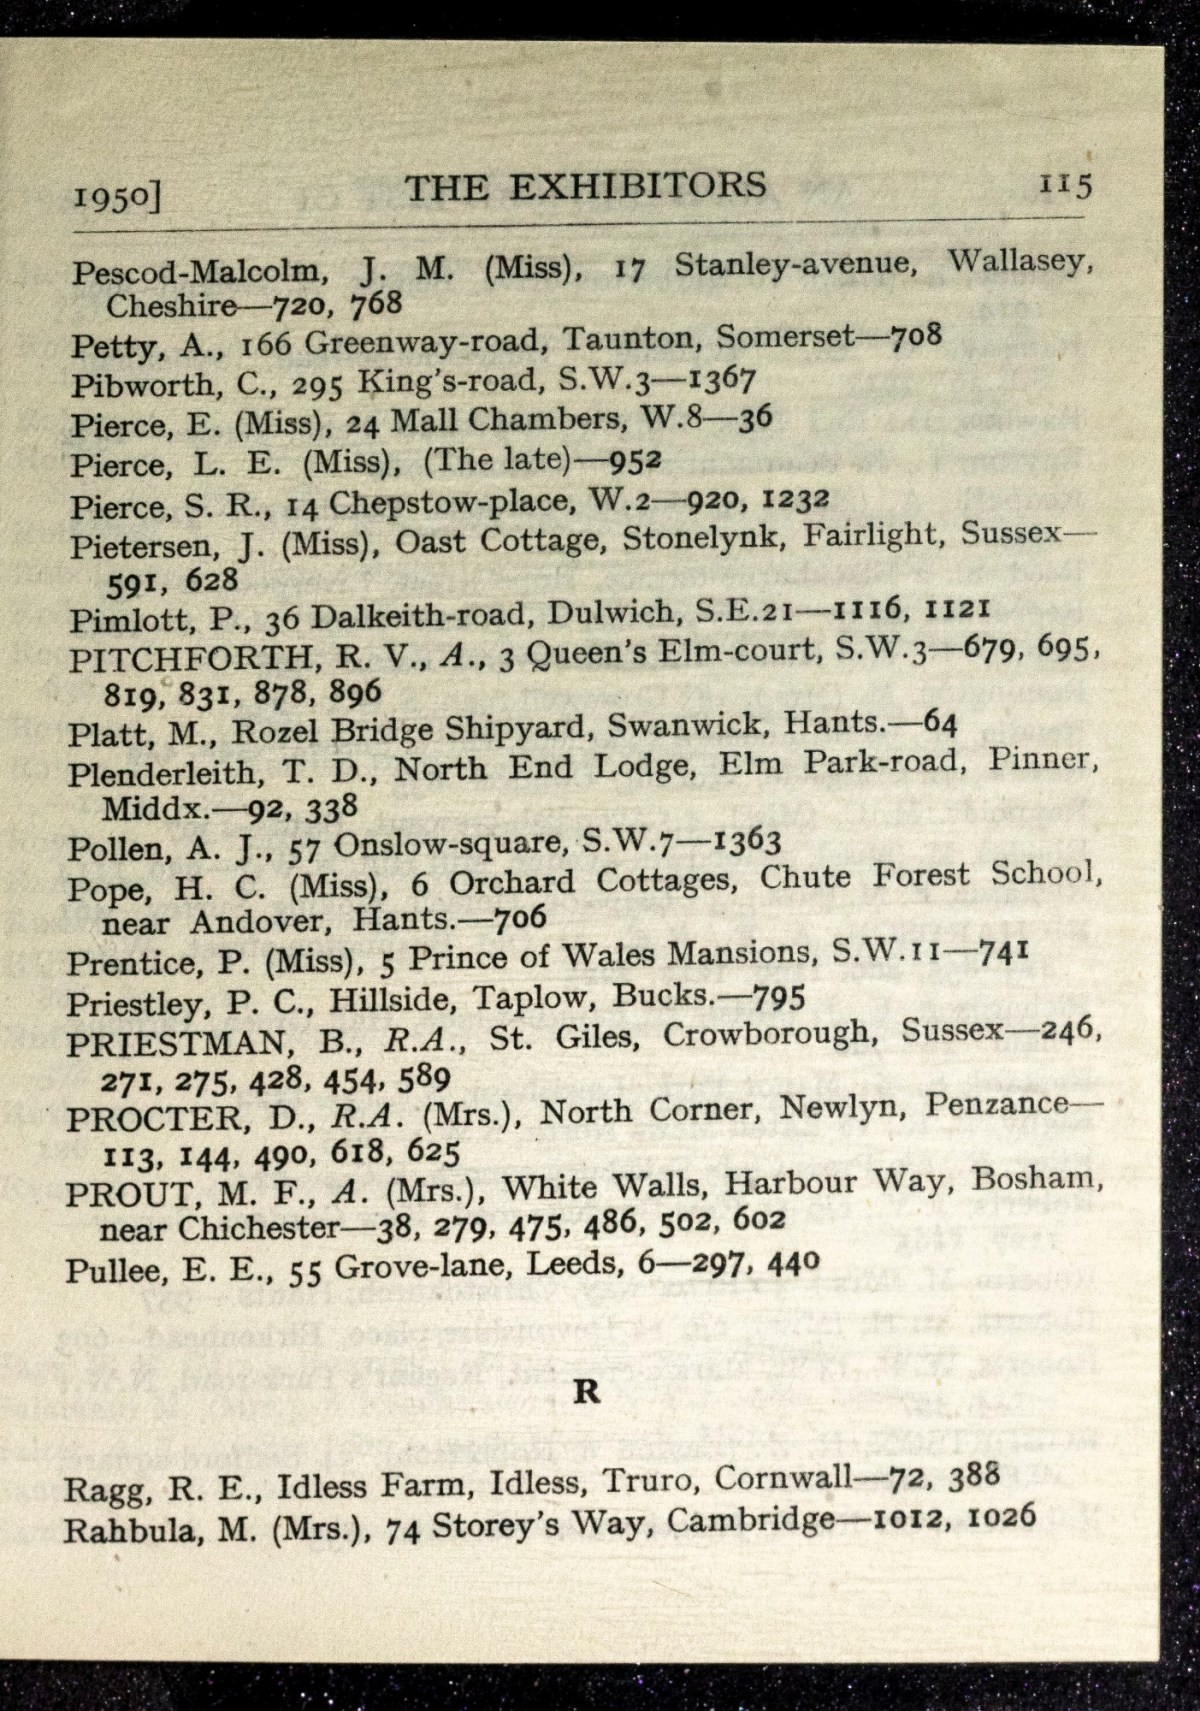 1950] THE EXHIBITORS 115
Pescod-Malcolm, J. M. (Miss), 17 Stanley-avenue, Wallasey,
Cheshire—720, 768
Petty, A., 166 Greenway-road, Taunton, Somerset—708
Pibworth, C., 295 King's-road, S.W.3—1367
Pierce, E. (Miss), 24 Mall Chambers, W.8—36
Pierce, L. E. (Miss), (The late)—952
Pierce, S. R., 14 Chepstow-place, W.2—920, 1232
Pietersen, J. (Miss), Oast Cottage, Stonelynk, Fairlight, Sussex—
591, 628
Pimlott, P., 36 Dalkeith-road, Dulwich, S.E.21—1116, 1121
PITCHFORTH, R. V., A., 3 Queen's Elm-court, S.W.3—679, 695,
819, 831, 878, 896
Platt, M., Rozel Bridge Shipyard, Swanwick, Hants.—64
Plenderleith, T. D., North End Lodge, Elm Park-road, Pinner,
Middx.—92, 338
Pollen, A. J., 57 Onslow-square, S.W.7—1363
Pope, H. C. (Miss), 6 Orchard Cottages, Chute Forest School,
near Andover, Hants.—706
Prentice, P. (Miss), 5 Prince of Wales Mansions, S.W.11—741
Priestley, P. C., Hillside, Taplow, Bucks.—795
PRIESTMAN, B., R.A., St. Giles, Crowborough, Sussex—246,
271, 275, 428, 454, 589
PROCTER, D., R.A. (Mrs.), North Corner, Newlyn, Penzance—
113, 144, 490, 618, 625
PROUT, M. F., A. (Mrs.), White Walls, Harbour Way, Bosham,
near Chichester—38, 279, 475, 486, 502, 602
Pullee, E. E., 55 Grove-lane, Leeds, 6—297, 440
R
Ragg, R. E., Idless Farm, Idless, Truro, Cornwall—72, 388
Rahbula, M. (Mrs.), 74 Storey's Way, Cambridge—1012, 1026